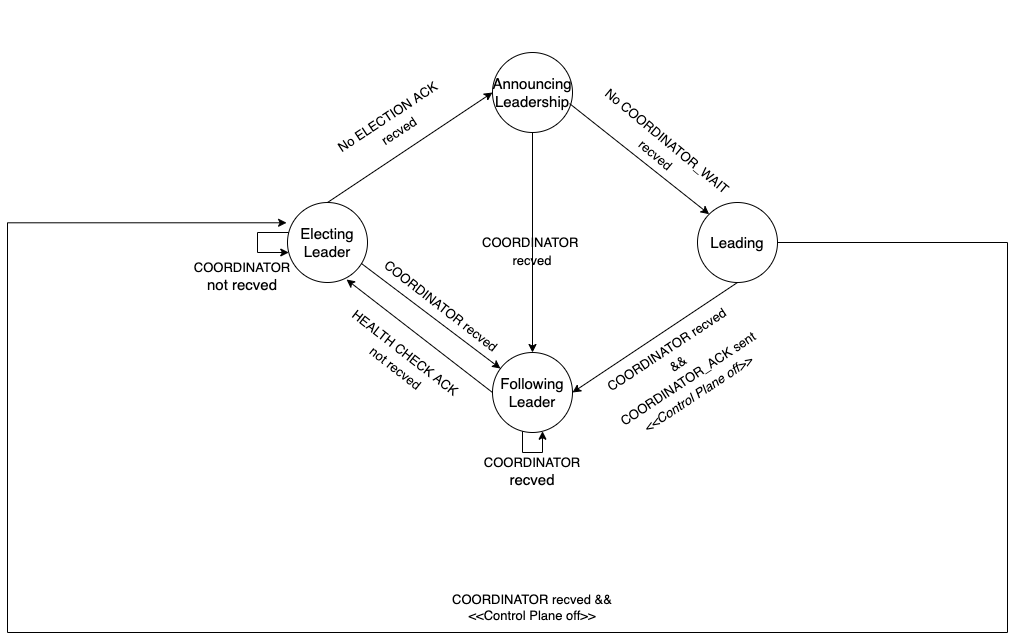 Announcing
Leadership
No ELECTION ACK
recved
No COORDINATOR_WAIT
recved
Electing
Leader
COORDINATOR
not recved
COORDINATOR
recved
Leading
COORDINATOR recved
HEALTH CHECK ACK
not recved
Following
Leader
COORDINATOR recved
&&
COORDINATOR_ACK sent
<<Control Plane off>>
COORDINATOR
recved
COORDINATOR recved &&
<<Control Plane off>>